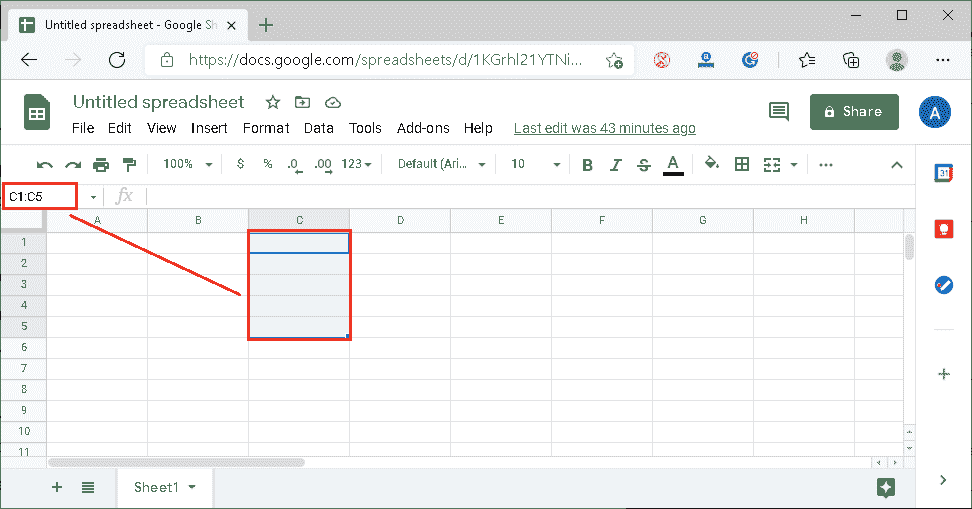 Untitled spreadsheet - Google Sh
https://docs.google.com/spreadsheets/d/1KGrhl21YTNi...
Untitled spreadsheet
File Edit View Insert Format Data Tools Add-ons Help Last edit was 43 minutes ago
Share
A
100% $ % .0 .00 123 Default (Ari... 10 B I S A
31
C1:C5 fx
A B C D E F G H
1
2
3
4
5
6
7
8
9
10
11
Sheet1